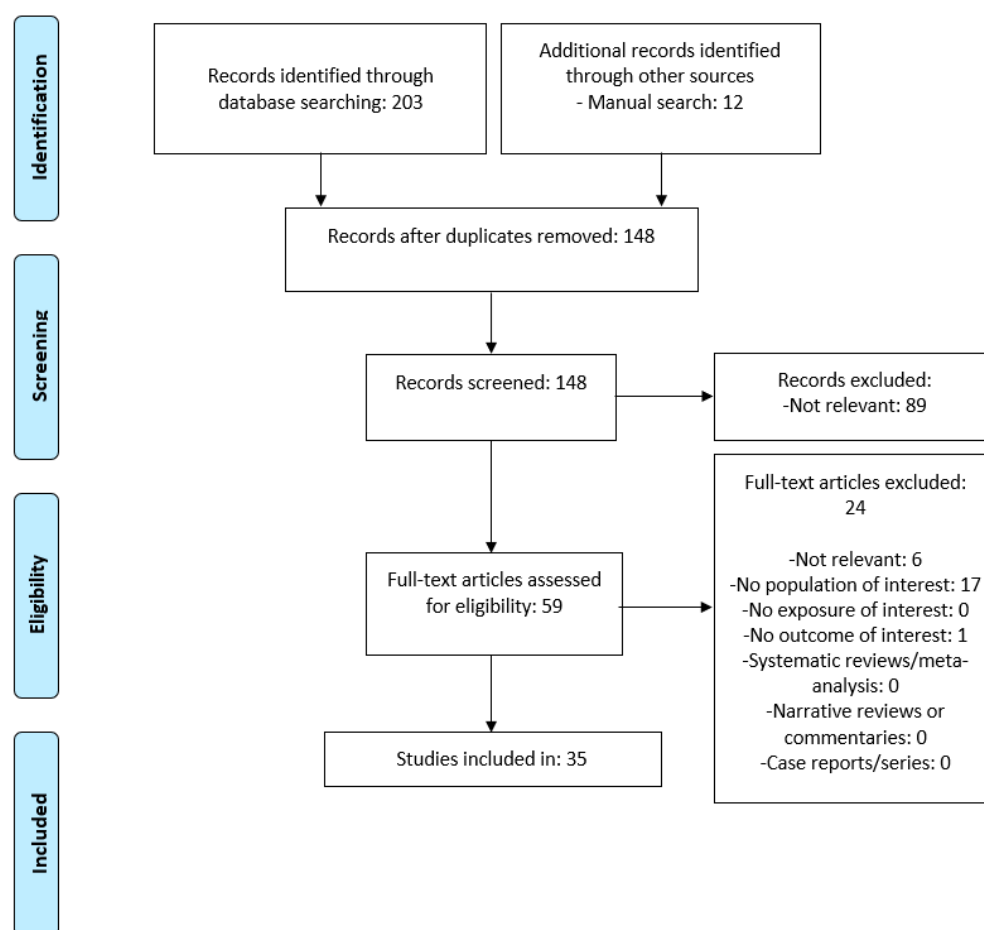 Identification
Records identified through
database searching: 203
Additional records identified
through other sources
- Manual search: 12
Records after duplicates removed: 148
Screening
Records screened: 148
Records excluded:
-Not relevant: 89
Eligibility
Full-text articles assessed
for eligibility: 59
Full-text articles excluded:
24
-Not relevant: 6
-No population of interest: 17
-No exposure of interest: 0
-No outcome of interest: 1
-Systematic reviews/meta-
analysis: 0
-Narrative reviews or
commentaries: 0
-Case reports/series: 0
Included
Studies included in: 35